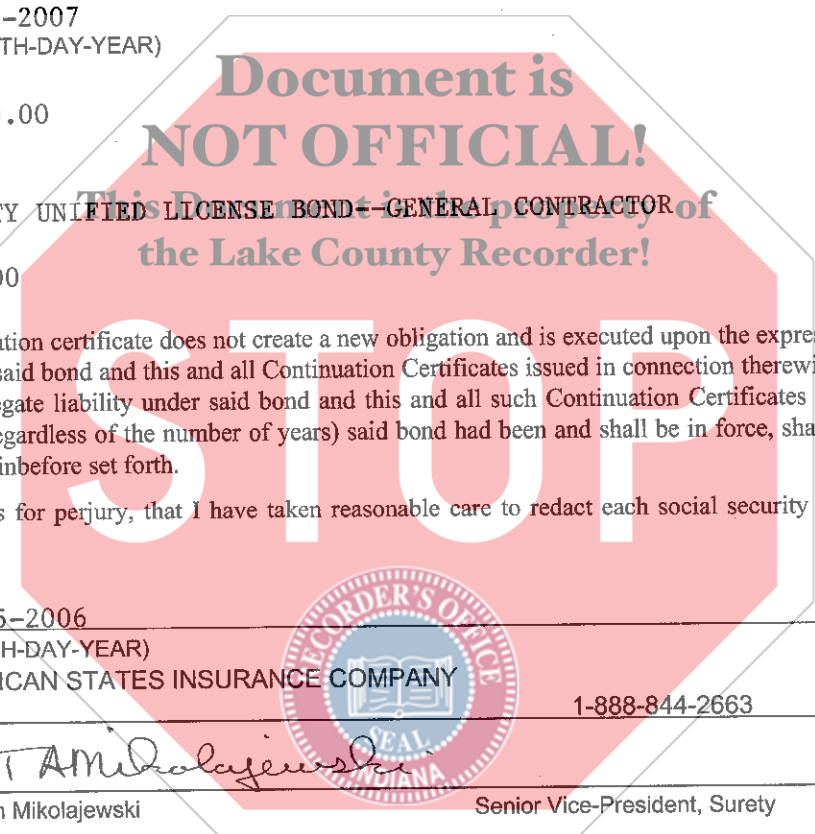 -2007
TH-DAY-YEAR)
Document is
.00
NOT OFFICIAL!
This Document is the property of
TY UNIFIED LICENSE BOND--GENERAL CONTRACTOR
the Lake County Recorder!
00
STOP
ation certificate does not create a new obligation and is executed upon the expres
said bond and this and all Continuation Certificates issued in connection therewi
egate liability under said bond and this and all such Continuation Certificates
egardless of the number of years) said bond had been and shall be in force, sha
inbefore set forth.
s for perjury, that I have taken reasonable care to redact each social security
5-2006
H-DAY-YEAR)
ICAN STATES INSURANCE COMPANY
RECORDER'S OFFICE
SEAL
INDIANA
1-888-844-2663
TAMikolajewski
n Mikolajewski
Senior Vice-President, Surety